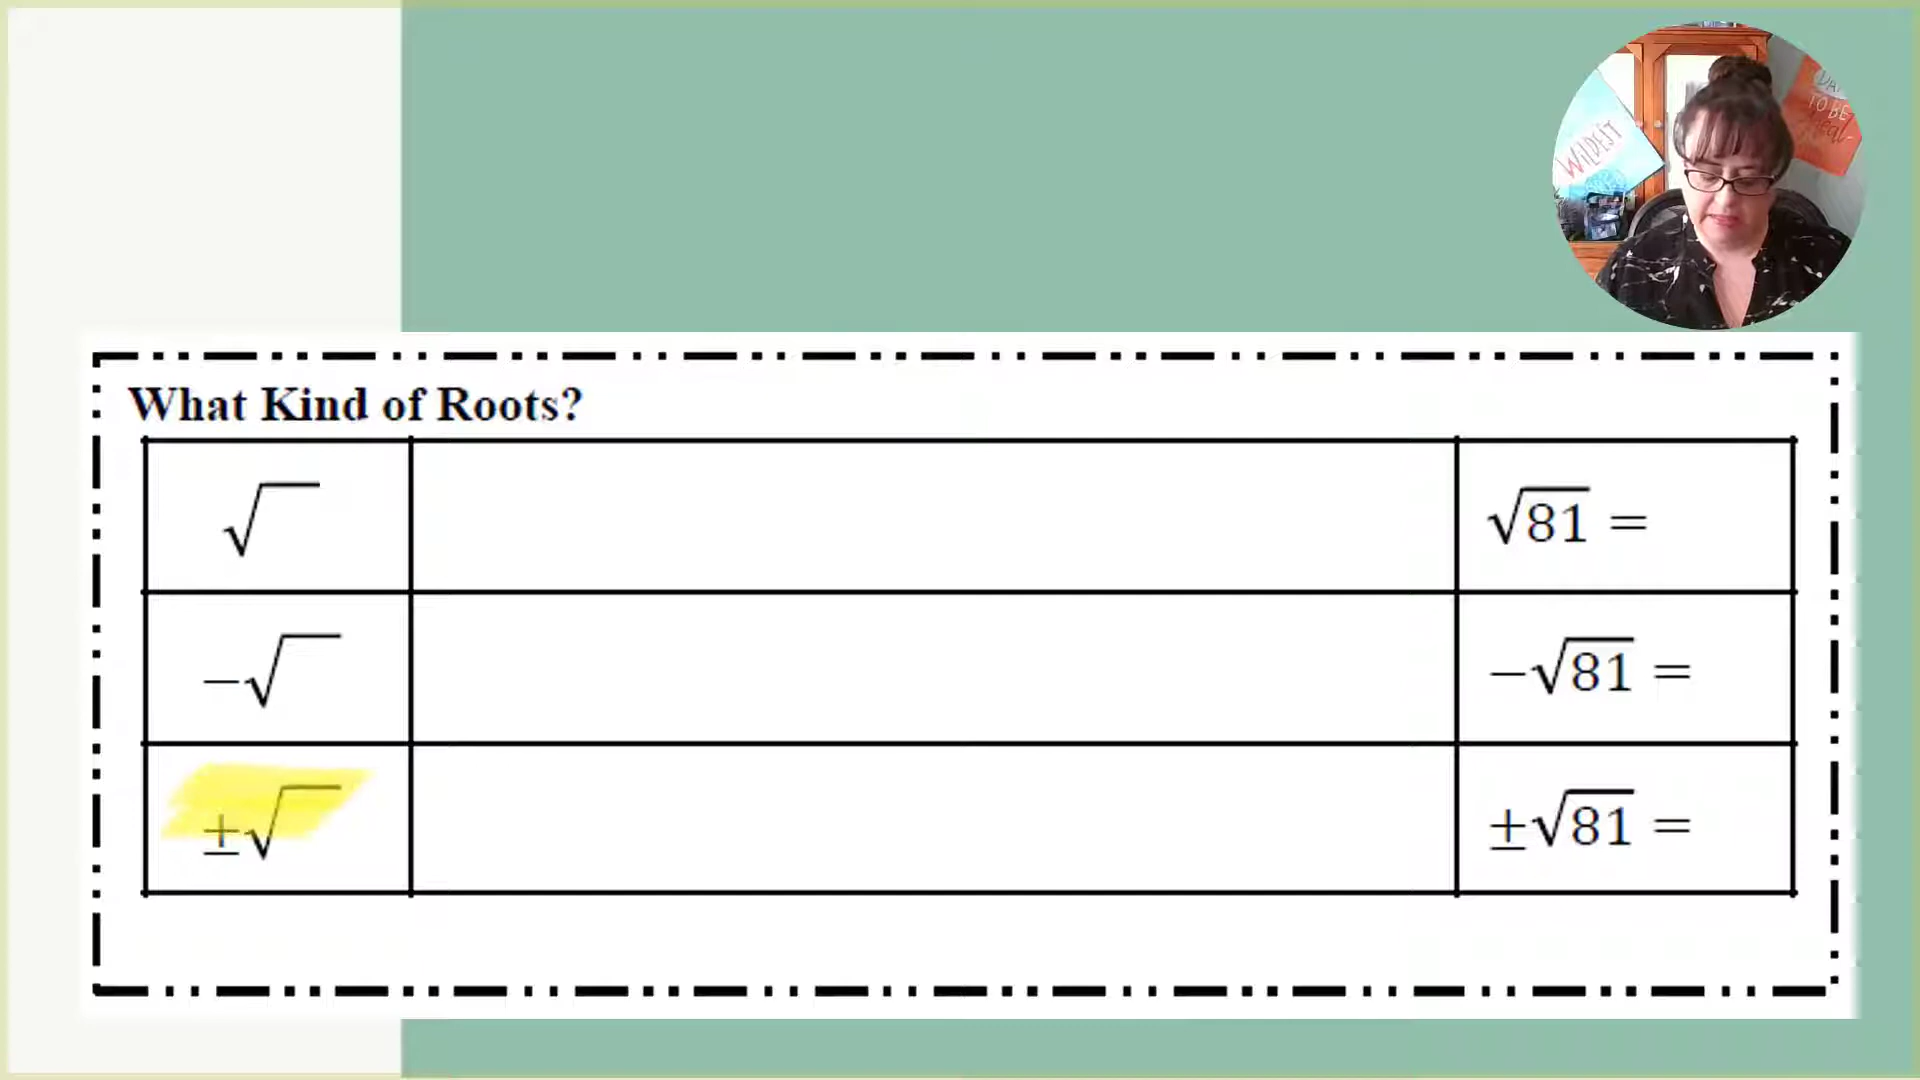 WILDEST
TO BE
What Kind of Roots?
√
√81 =
−√
−√81 =
±√
±√81 =